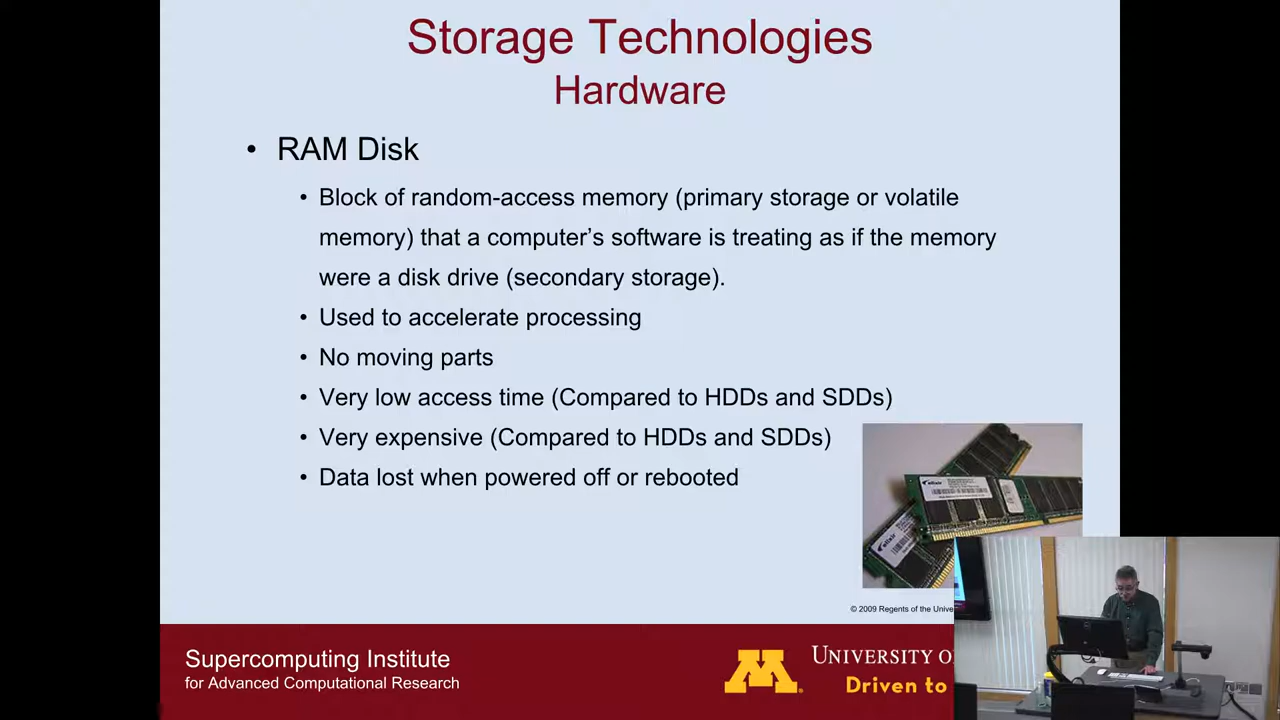 Storage Technologies
Hardware
• RAM Disk
• Block of random-access memory (primary storage or volatile
memory) that a computer’s software is treating as if the memory
were a disk drive (secondary storage).
• Used to accelerate processing
• No moving parts
• Very low access time (Compared to HDDs and SDDs)
• Very expensive (Compared to HDDs and SDDs)
• Data lost when powered off or rebooted
elixir
elixir
© 2009 Regents of the
Supercomputing Institute
for Advanced Computational Research
M
UNIVERSITY OF
Driven to